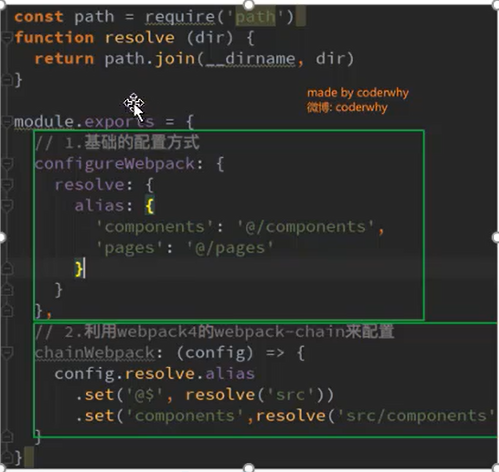 const path = require('path')
function resolve (dir) {
  return path.join(__dirname, dir)
}
made by coderwhy
微博: coderwhy
module.exports = {
  // 1.基础的配置方式
  configureWebpack: {
    resolve: {
      alias: {
        'components': '@/components',
        'pages': '@/pages'
      }
    }
  },
  // 2.利用webpack4的webpack-chain来配置
  chainWebpack: (config) => {
    config.resolve.alias
      .set('@$', resolve('src'))
      .set('components',resolve('src/components'
  }
}